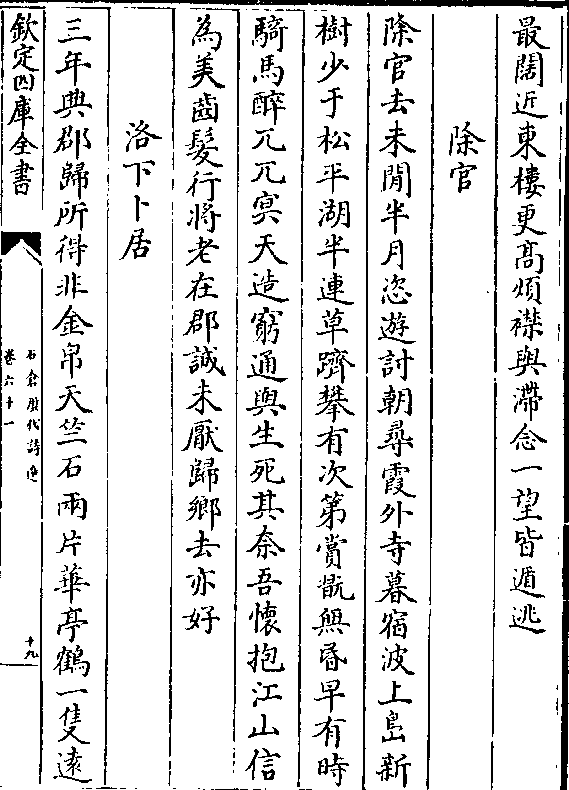 最闊近東樓更高煩襟與滯念一望皆遁逃
除官
除官去未閒半月恣遊討朝尋霞外寺暮宿波上島新
樹少于松平湖半連草躋攀有次第賞翫無昏早有時
騎馬醉兀兀㝠天造窮通與生死其奈吾懷抱江山信
為美齒髮行將老在郡誠未厭歸鄉去亦好
洛下卜居
三年典郡歸所得非金帛天竺石兩片華亭鶴一隻遠
欽定四庫全書
石倉歴代詩選
卷六十一
十九